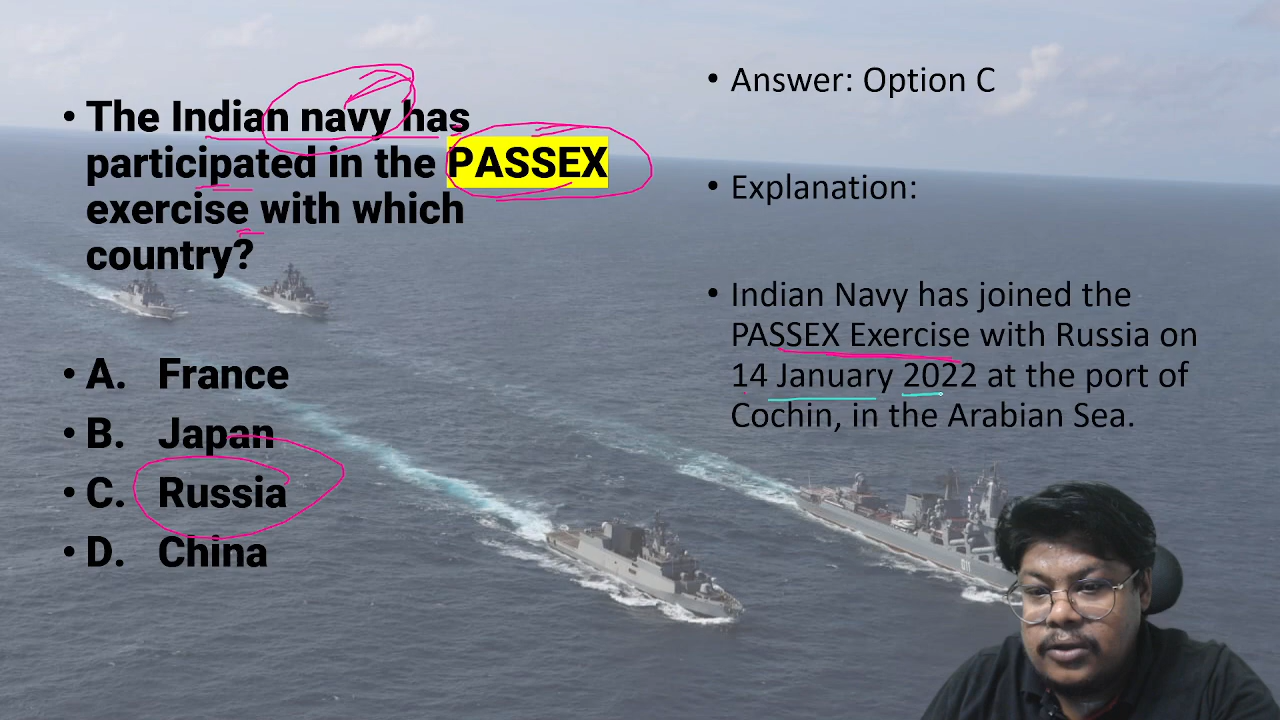 • The Indian navy has
participated in the PASSEX
exercise with which
country?
• A. France
• B. Japan
• C. Russia
• D. China
• Answer: Option C
• Explanation:
• Indian Navy has joined the
PASSEX Exercise with Russia on
14 January 2022 at the port of
Cochin, in the Arabian Sea.
011